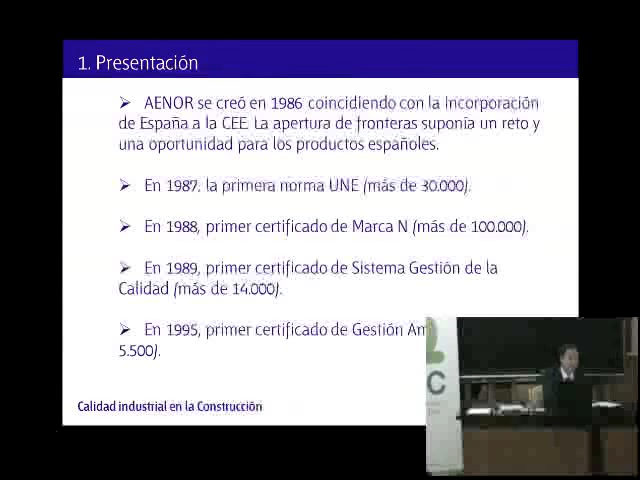 1. Presentación
➢ AENOR se creó en 1986 coincidiendo con la Incorporación
de España a la CEE. La apertura de fronteras suponía un reto y
una oportunidad para los productos españoles.
➢ En 1987, la primera norma UNE (más de 30.000).
➢ En 1988, primer certificado de Marca N (más de 100.000).
➢ En 1989, primer certificado de Sistema Gestión de la
Calidad (más de 14.000).
➢ En 1995, primer certificado de Gestión Am
5.500).
Calidad industrial en la Construcción